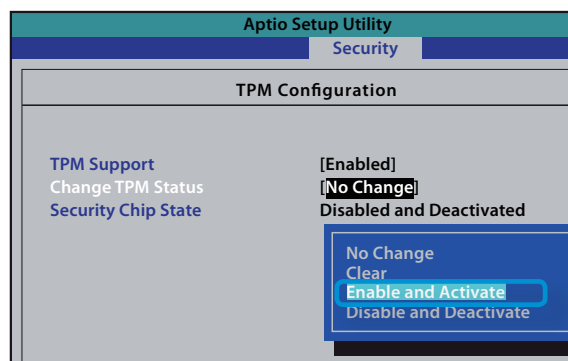 Aptio Setup Utility
Security
TPM Configuration
TPM Support [Enabled]
Change TPM Status [No Change]
Security Chip State Disabled and Deactivated
No Change
Clear
Enable and Activate
Disable and Deactivate